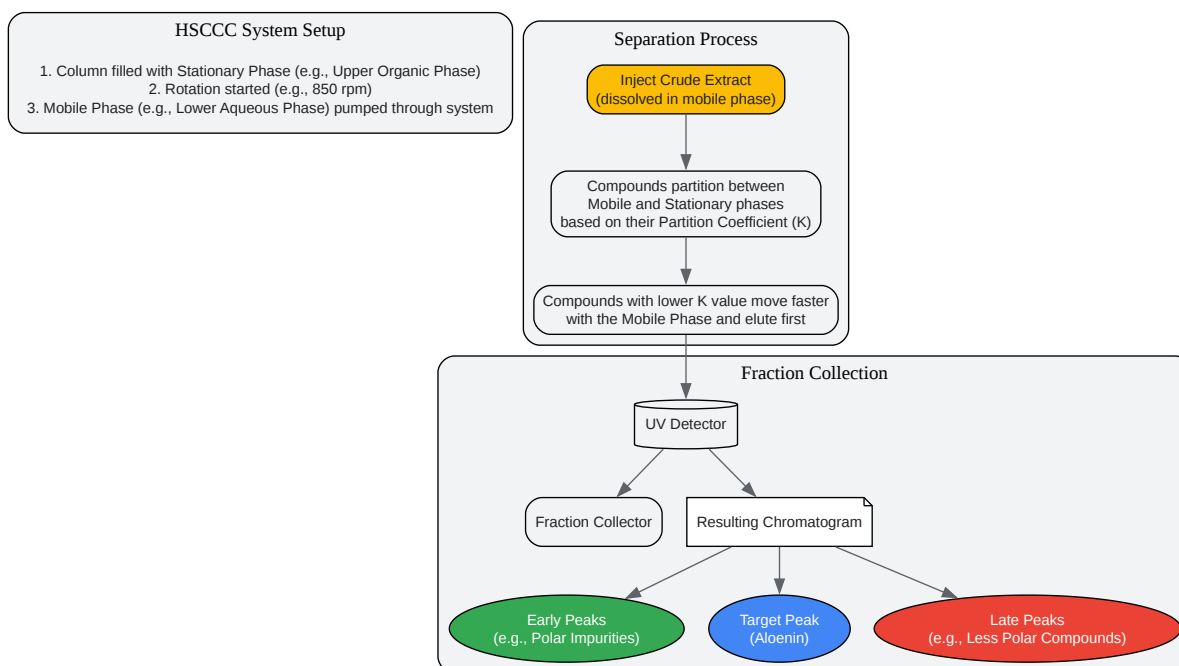 HSCCC System Setup
1. Column filled with Stationary Phase (e.g., Upper Organic Phase)
2. Rotation started (e.g., 850 rpm)
3. Mobile Phase (e.g., Lower Aqueous Phase) pumped through system
Separation Process
Inject Crude Extract
(dissolved in mobile phase)
Compounds partition between
Mobile and Stationary phases
based on their Partition Coefficient (K)
Compounds with lower K value move faster
with the Mobile Phase and elute first
Fraction Collection
UV Detector
Fraction Collector
Resulting Chromatogram
Early Peaks
(e.g., Polar Impurities)
Target Peak
(Aloenin)
Late Peaks
(e.g., Less Polar Compounds)